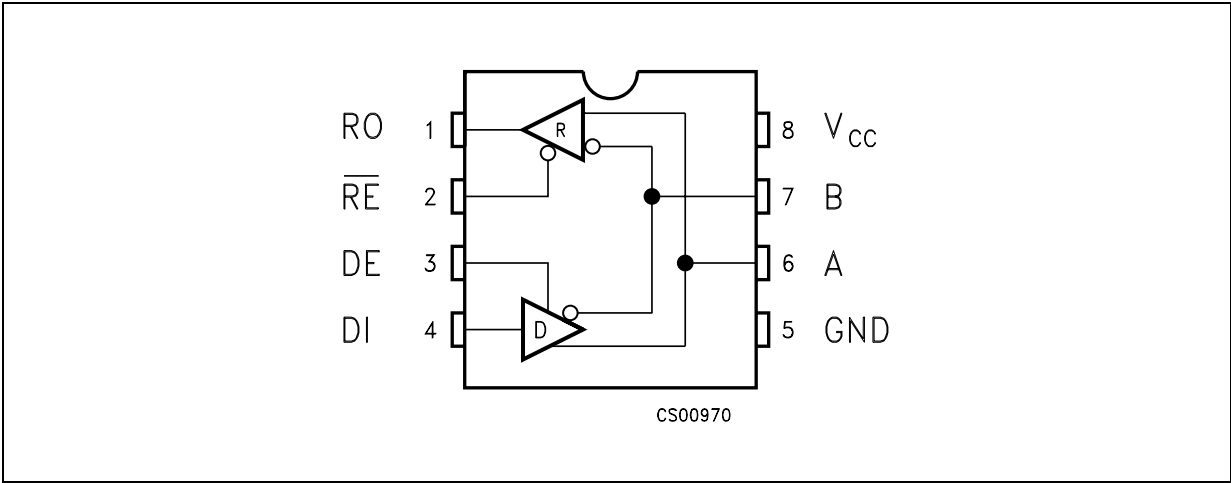 RO 1 R 8 VCC
RE 2 7 B
DE 3 6 A
DI 4 D 5 GND
CS00970